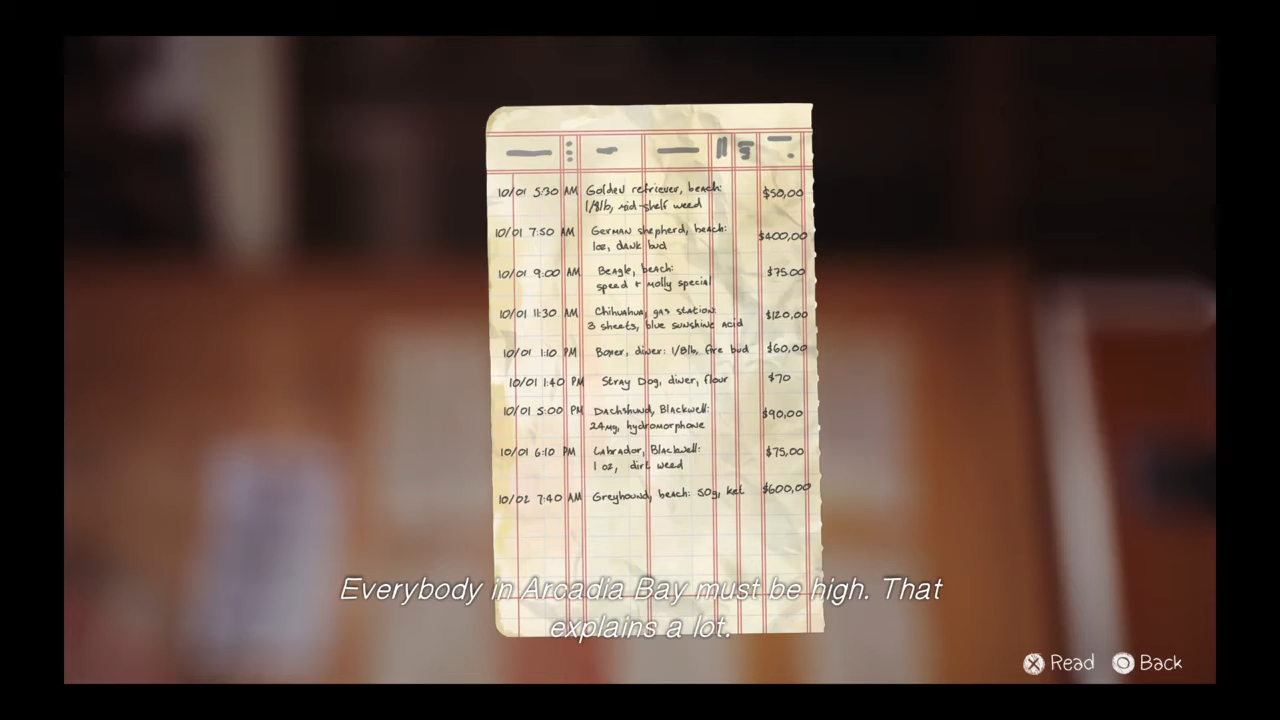 10/01 5:30 AM Golden retriever, beach: $50,00
1/8lb, mid-shelf weed
10/01 7:50 AM German shepherd, beach: $400,00
1oz, dank bud
10/01 9:00 AM Beagle, beach: $75.00
speed + molly special
10/01 11:30 AM Chihuahua, gas station: $120,00
3 sheets, blue sunshine acid
10/01 1:10 PM Boxer, diner: 1/8lb, fire bud $60,00
10/01 1:40 PM Stray Dog, diner, flour $70
10/01 5:00 PM Dachshund, Blackwell: $90,00
24mg, hydromorphone
10/01 6:10 PM Labrador, Blackwell: $75,00
1 oz, dirt weed
10/02 7:40 AM Greyhound, beach: 50g, ket $600,00
Everybody in Arcadia Bay must be high. That
explains a lot.
Read Back